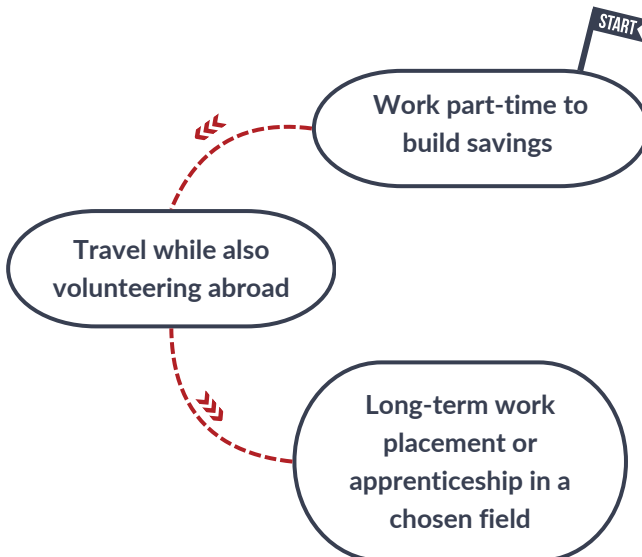 START
Work part-time to
build savings
Travel while also
volunteering abroad
Long-term work
placement or
apprenticeship in a
chosen field